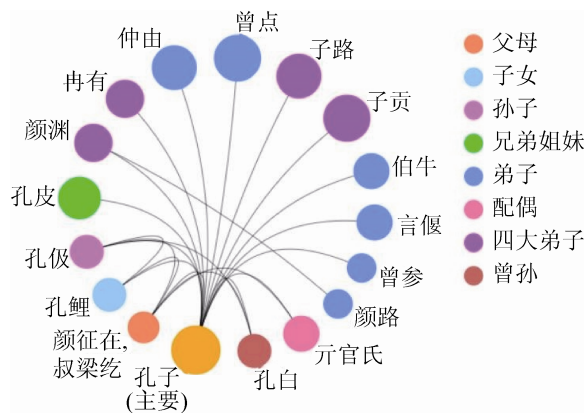 曾点
仲由
子路
冉有
子贡
颜渊
伯牛
孔皮
言偃
孔伋
曾参
孔鲤
颜路
颜征在,
叔梁纥
亓官氏
孔子
(主要)
孔白
父母
子女
孙子
兄弟姐妹
弟子
配偶
四大弟子
曾孙